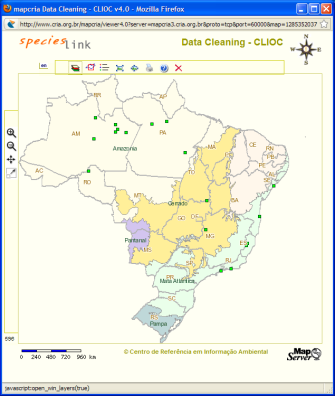 mapcria Data Cleaning - CLIOC v4.0 - Mozilla Firefox
http://www.cria.org.br/mapcria/viewer4.0?server=mapcria3.cria.org.br&proto=tcp&port=60000&map=1285352037
species link
Data Cleaning - CLIOC
RR
AP
AM
PA
Amazonia
MA
CE
RN
PB
PE
AL
SE
AC
RO
TO
BA
MT
Cerrado
GO
DF
Pantanal
MG
MS
ES
SP
RJ
Mata Atlântica
PR
SC
RS
Pampa
598
0 240 480 720 960 km
© Centro de Referência em Informação Ambiental
Map Server
javascript:open_win_layers(true)